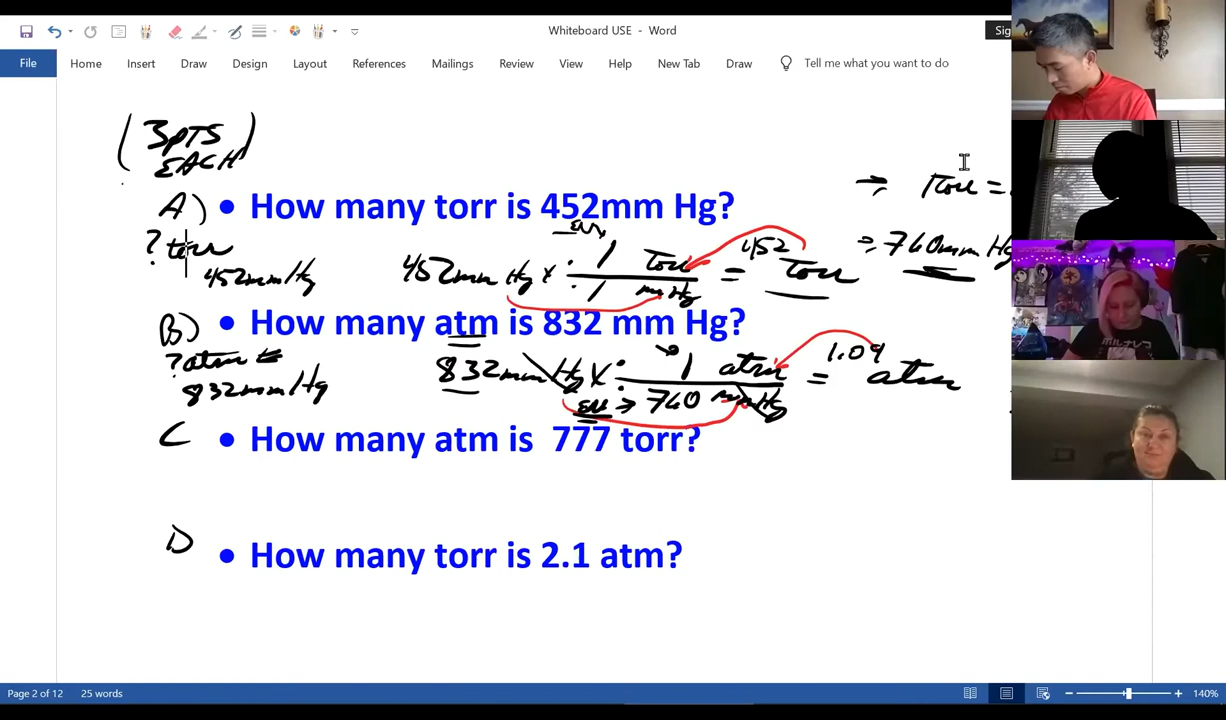 Whiteboard USE - Word
File Home Insert Draw Design Layout References Mailings Review View Help New Tab Draw Tell me what you want to do
(3PTS
EACH)
→ Torr =
A) • How many torr is 452mm Hg?
? torr
452mmHg
452mm Hg x 1 Torr = 452 Torr
1 mmHg
= 760mm Hg
B) • How many atm is 832 mm Hg?
? atm
832mmHg
832mmHg X 1 atm = 1.09 atm
760 mmHg
C • How many atm is 777 torr?
D • How many torr is 2.1 atm?
Page 2 of 12 25 words 140%